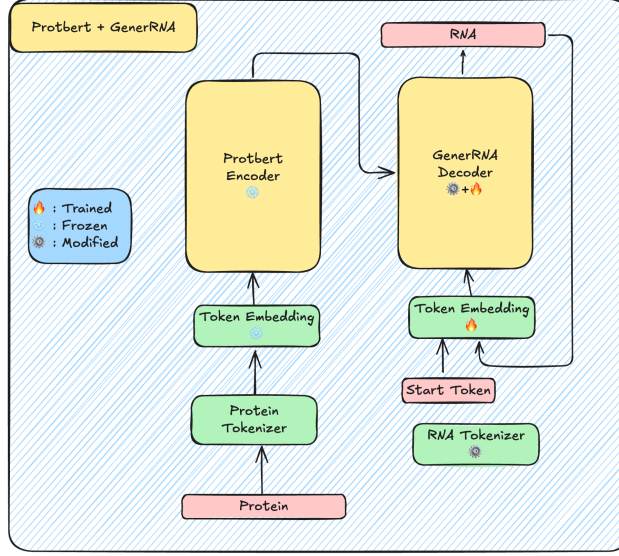 Protbert + GenerRNA
RNA
Protbert
Encoder
❄️
GenerRNA
Decoder
⚙️+🔥
🔥 : Trained
❄️ : Frozen
⚙️ : Modified
Token Embedding
❄️
Token Embedding
🔥
Start Token
Protein
Tokenizer
RNA Tokenizer
⚙️
Protein